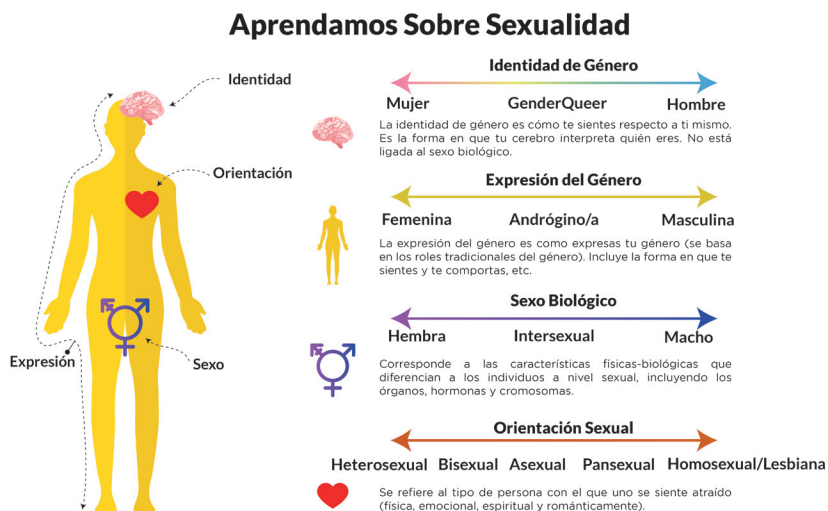 Aprendamos Sobre Sexualidad
Identidad
Orientación
Expresión
Sexo
Identidad de Género
Mujer GenderQueer Hombre
La identidad de género es cómo te sientes respecto a ti mismo.
Es la forma en que tu cerebro interpreta quién eres. No está
ligada al sexo biológico.
Expresión del Género
Femenina Andrógino/a Masculina
La expresión del género es como expresas tu género (se basa
en los roles tradicionales del género). Incluye la forma en que te
sientes y te comportas, etc.
Sexo Biológico
Hembra Intersexual Macho
Corresponde a las características físicas-biológicas que
diferencian a los individuos a nivel sexual, incluyendo los
órganos, hormonas y cromosomas.
Orientación Sexual
Heterosexual Bisexual Asexual Pansexual Homosexual/Lesbiana
Se refiere al tipo de persona con el que uno se siente atraído
(física, emocional, espiritual y románticamente).